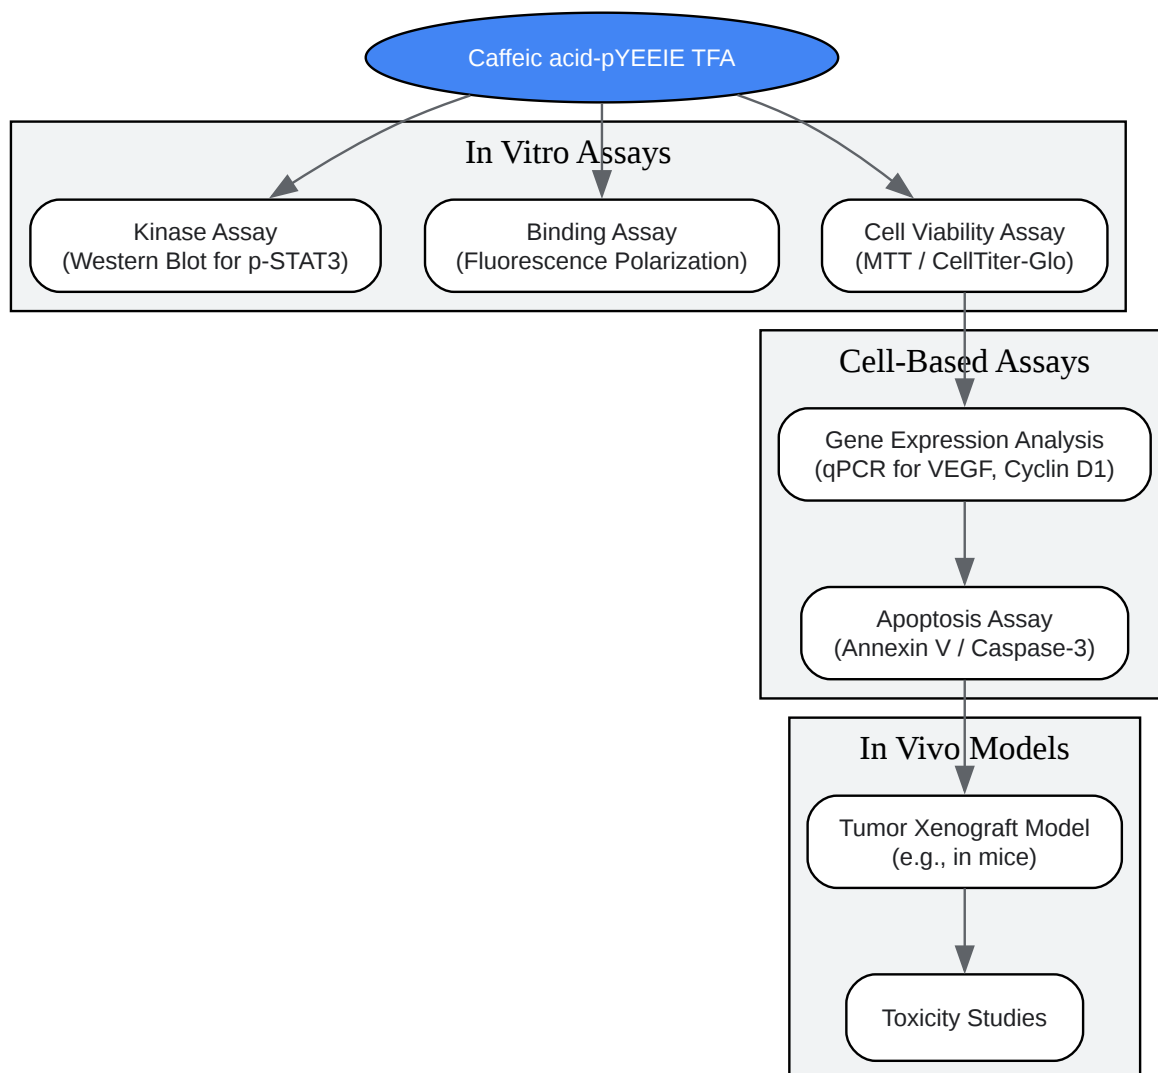 Caffeic acid-pYEEIE TFA
In Vitro Assays
Kinase Assay
(Western Blot for p-STAT3)
Binding Assay
(Fluorescence Polarization)
Cell Viability Assay
(MTT / CellTiter-Glo)
Cell-Based Assays
Gene Expression Analysis
(qPCR for VEGF, Cyclin D1)
Apoptosis Assay
(Annexin V / Caspase-3)
In Vivo Models
Tumor Xenograft Model
(e.g., in mice)
Toxicity Studies